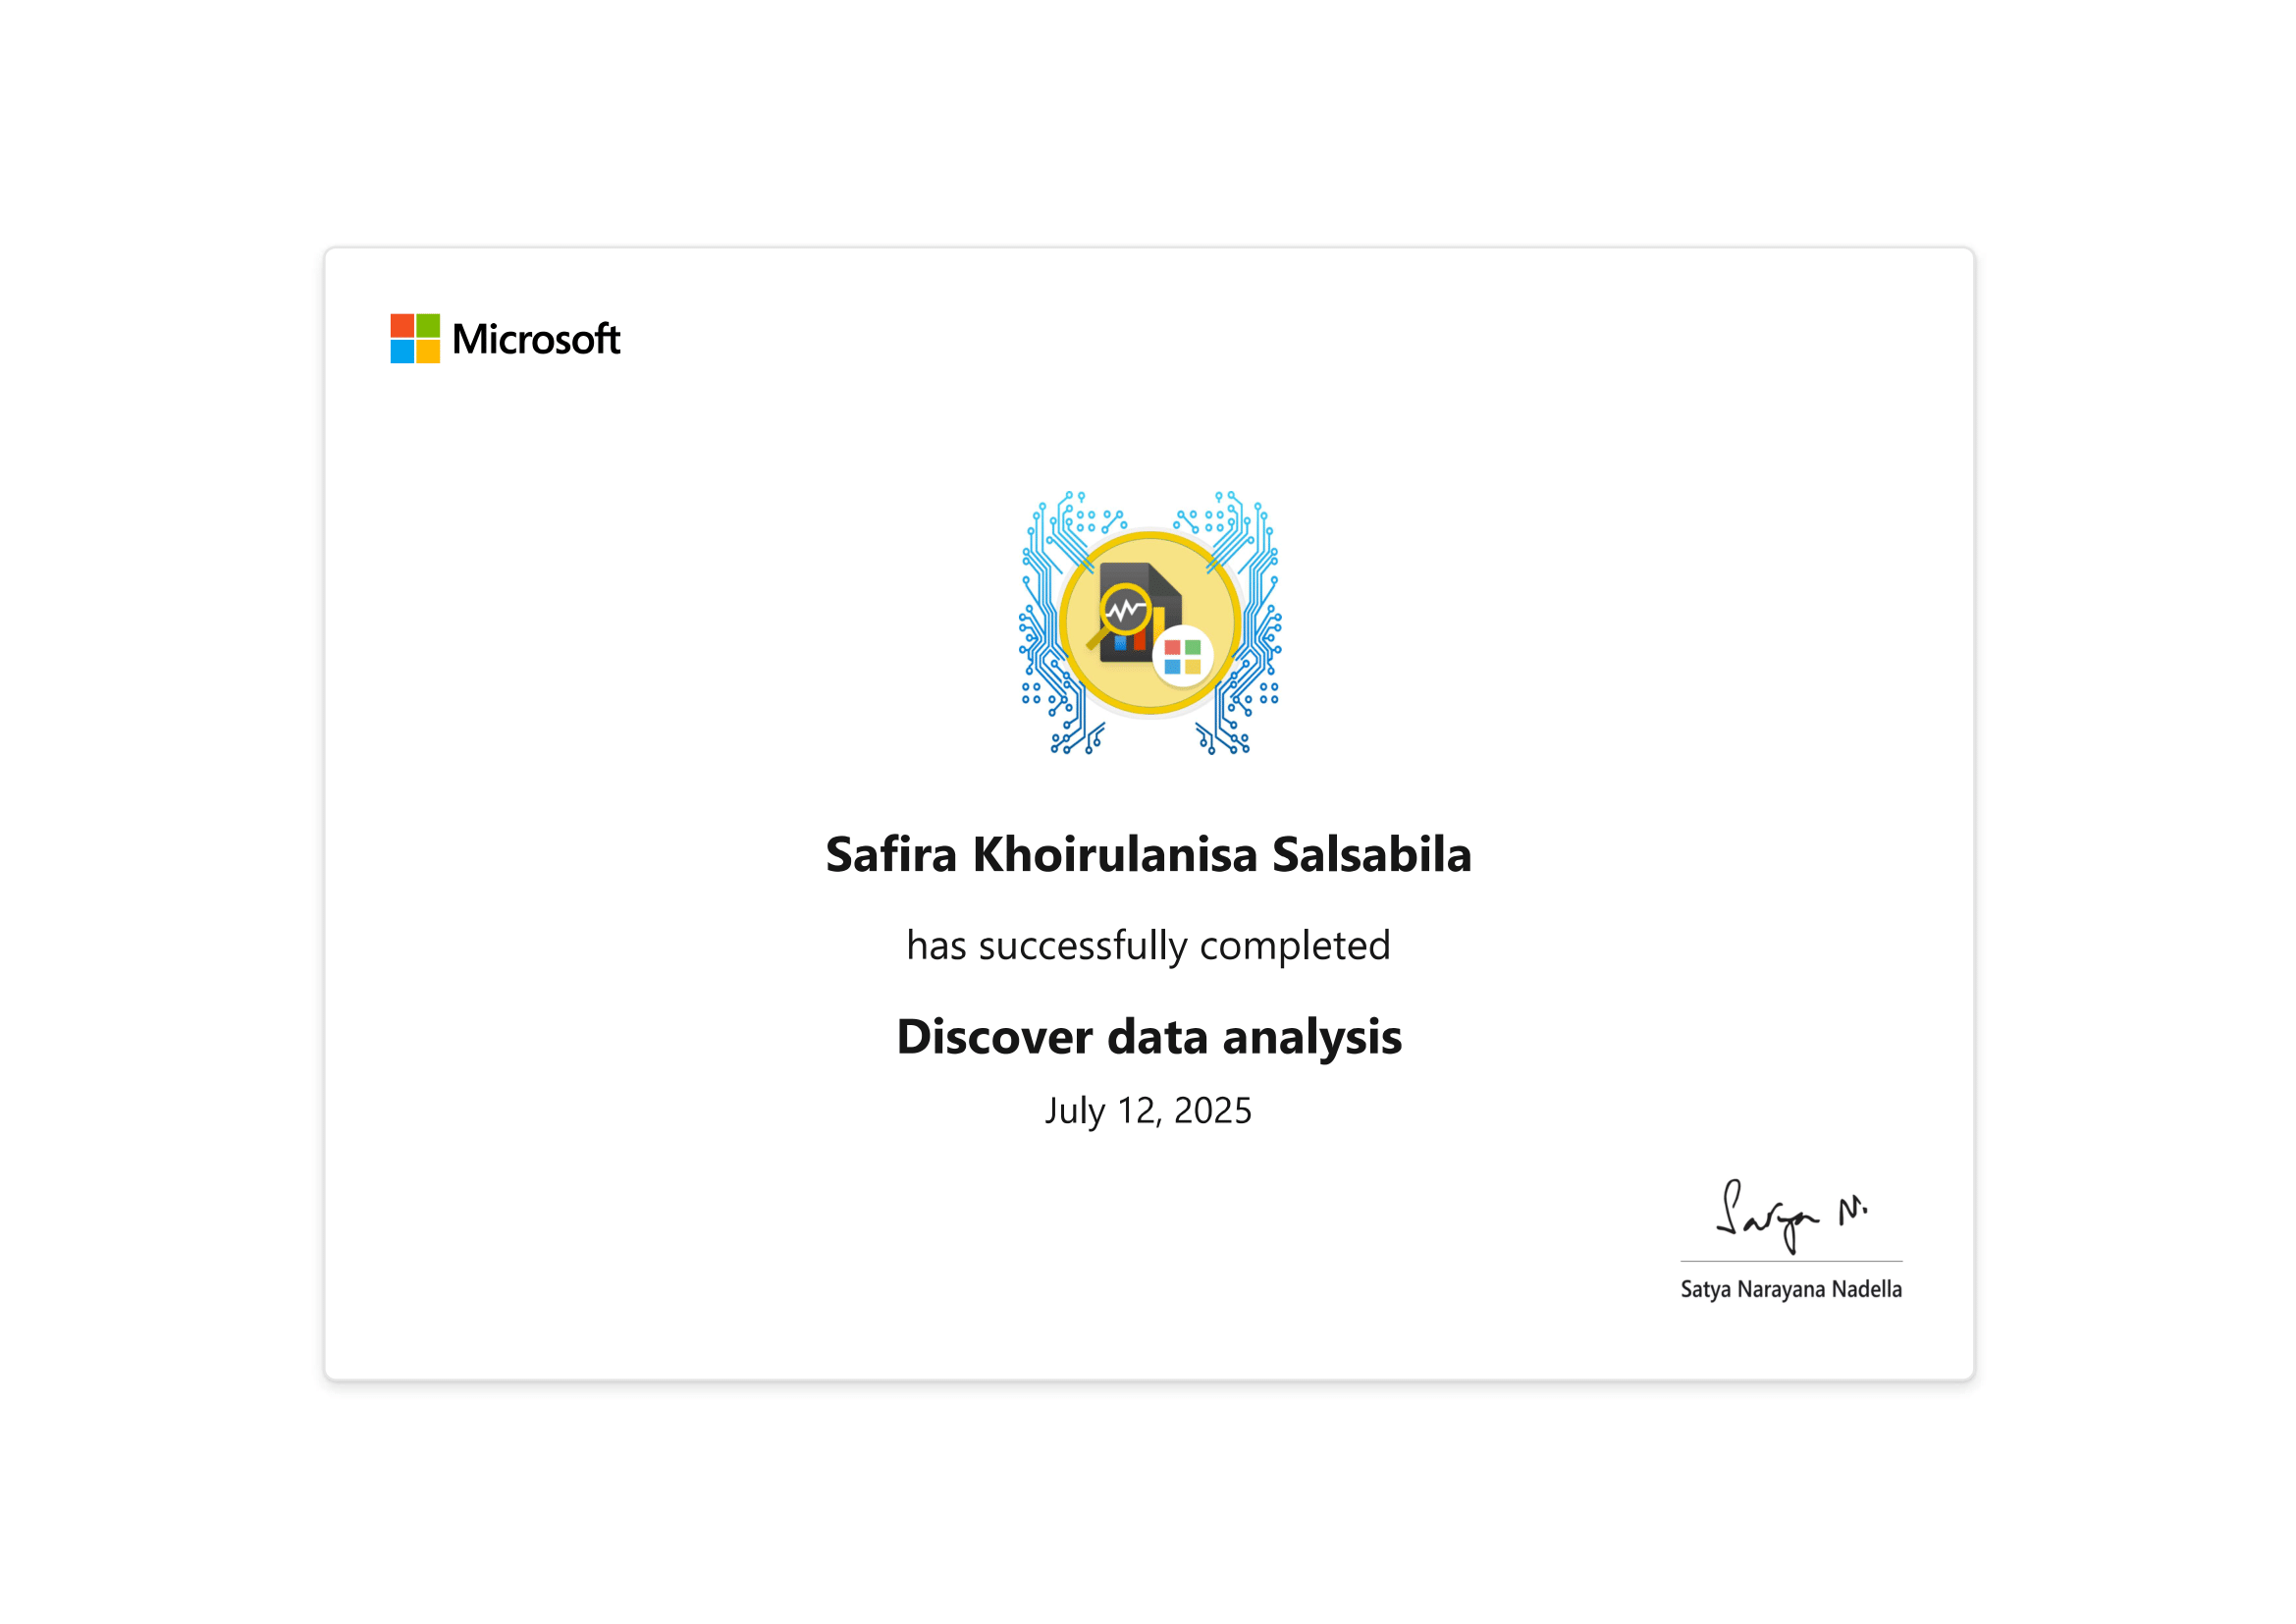 Microsoft
Safira Khoirulanisa Salsabila
has successfully completed
Discover data analysis
July 12, 2025
Satya N.
Satya Narayana Nadella